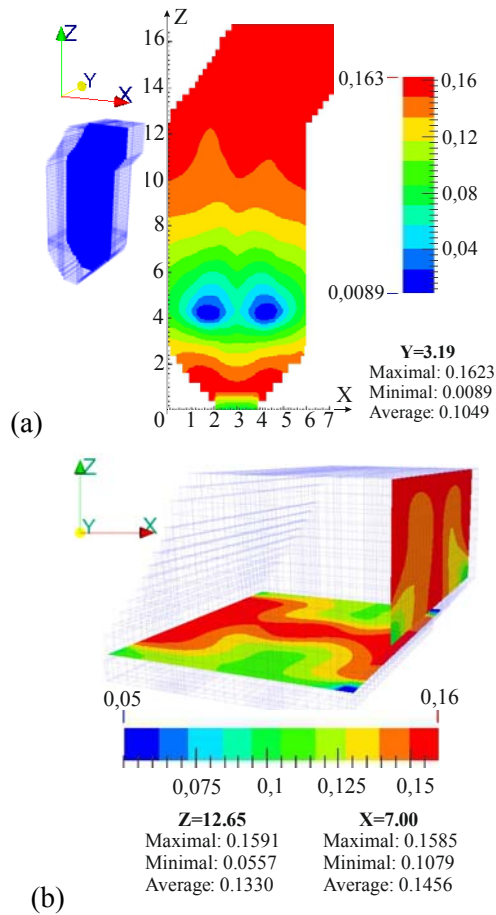 Z
Z
Y
X
16
14
12
10
8
6
4
2
0
0 1 2 3 4 5 6 7
X
0,163
0,16
0,12
0,08
0,04
0,0089
Y=3.19
Maximal: 0.1623
Minimal: 0.0089
Average: 0.1049
(a)
Z
Y
X
0,05 0,16
0,075 0,1 0,125 0,15
Z=12.65 X=7.00
Maximal: 0.1591 Maximal: 0.1585
Minimal: 0.0557 Minimal: 0.1079
Average: 0.1330 Average: 0.1456
(b)